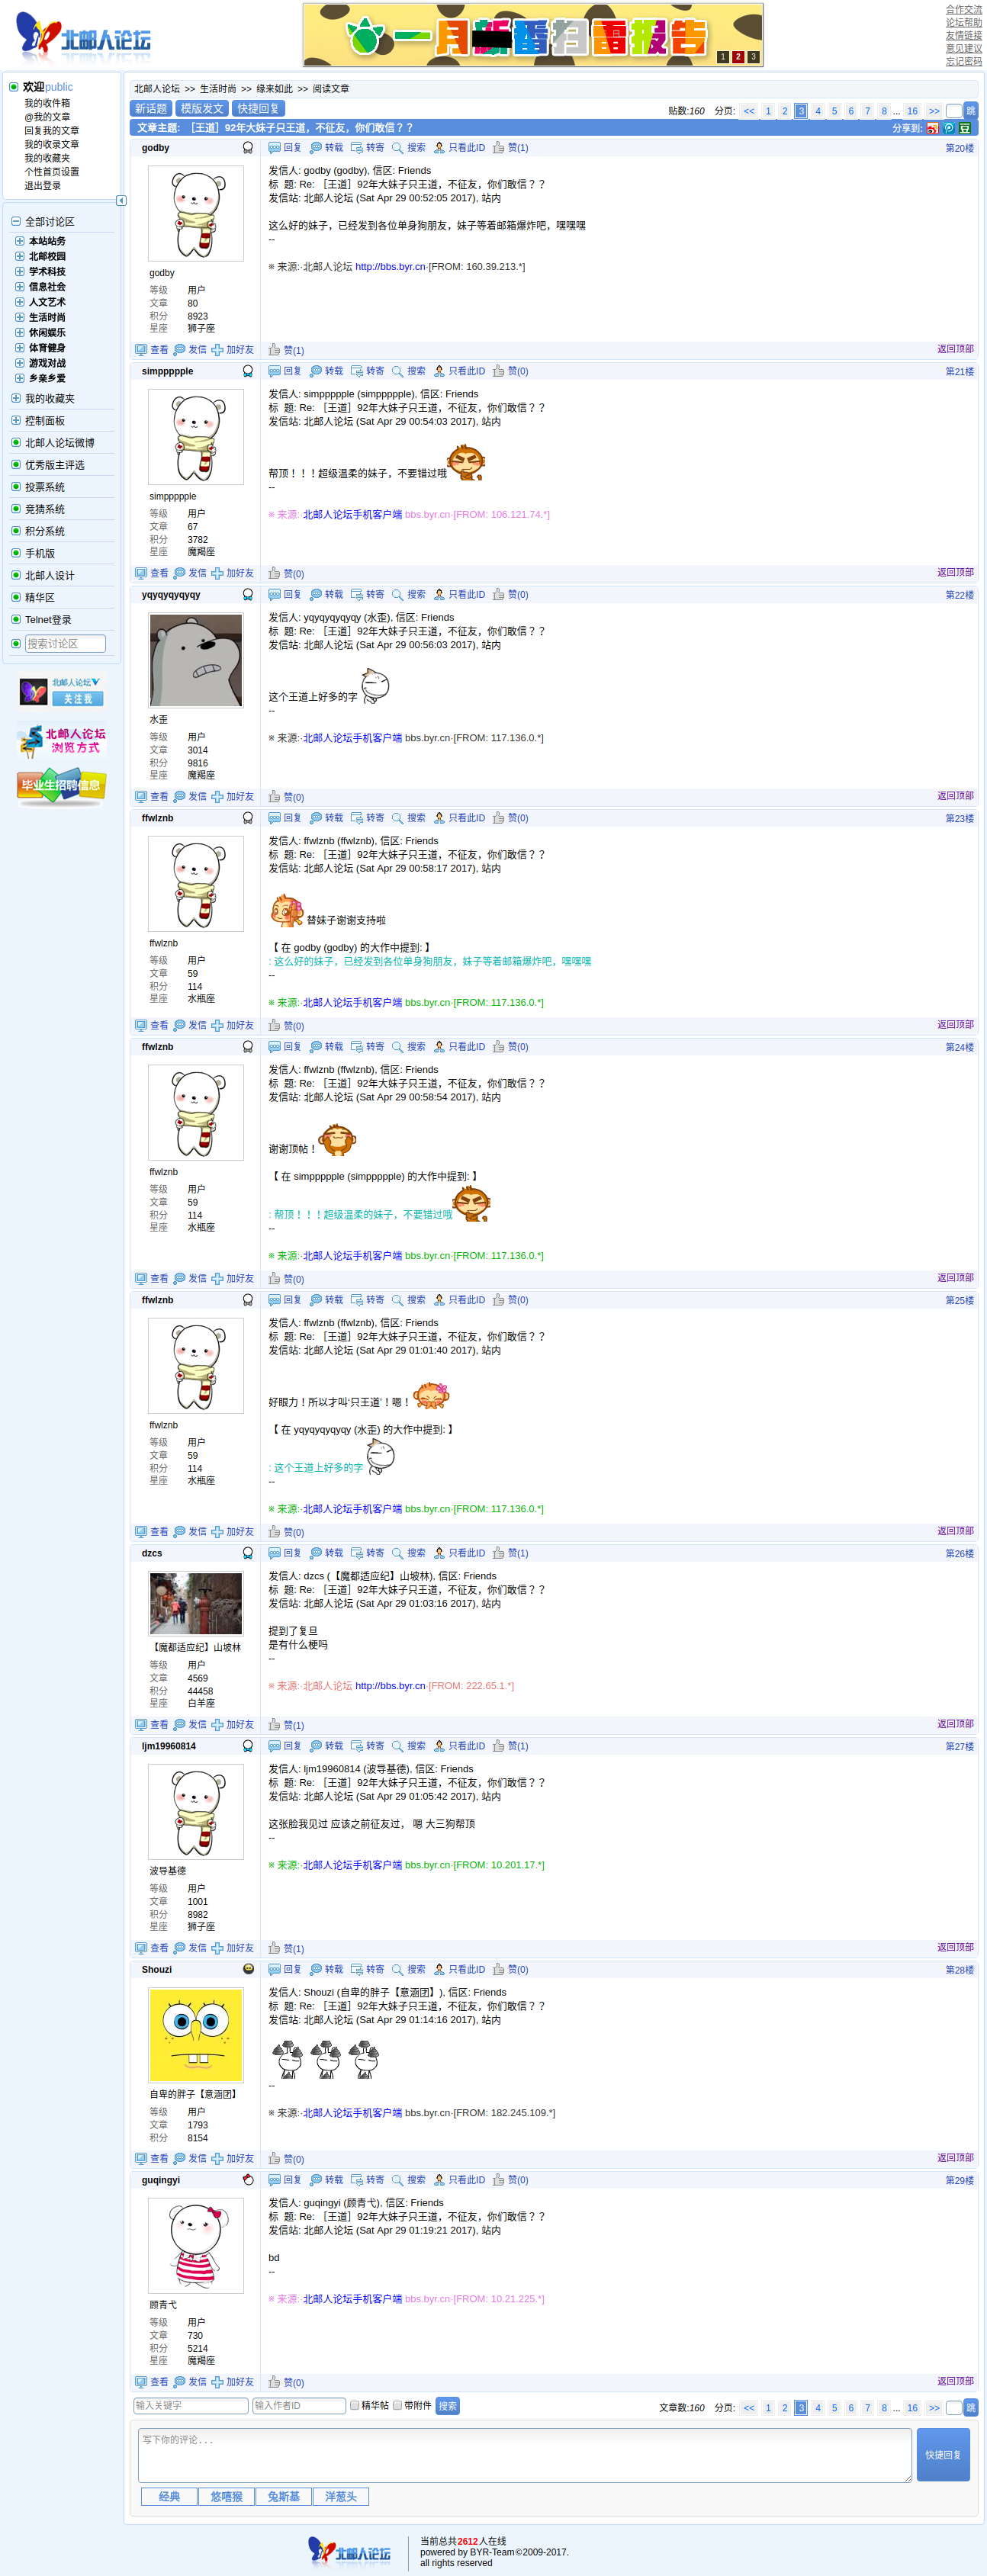 北邮人论坛
一月新番扫雷报告
1 2 3
合作交流
论坛帮助
友情链接
意见建议
忘记密码
欢迎public
我的收件箱
@我的文章
回复我的文章
我的收录文章
我的收藏夹
个性首页设置
退出登录
全部讨论区
本站站务
北邮校园
学术科技
信息社会
人文艺术
生活时尚
休闲娱乐
体育健身
游戏对战
乡亲乡爱
我的收藏夹
控制面板
北邮人论坛微博
优秀版主评选
投票系统
竞猜系统
积分系统
手机版
北邮人设计
精华区
Telnet登录
搜索讨论区
北邮人论坛
关注我
北邮人论坛
浏览方式
毕业生招聘信息
北邮人论坛 >> 生活时尚 >> 缘来如此 >> 阅读文章
新话题 模版发文 快捷回复
贴数:160 分页: << 1 2 3 4 5 6 7 8 ... 16 >> 跳
文章主题: [王道] 92年大妹子只王道，不征友，你们敢信？？ 分享到:
godby 回复 转载 转寄 搜索 只看此ID 赞(1) 第20楼
godby
等级 用户
文章 80
积分 8923
星座 狮子座
发信人: godby (godby), 信区: Friends
标 题: Re: [王道] 92年大妹子只王道，不征友，你们敢信？？
发信站: 北邮人论坛 (Sat Apr 29 00:52:05 2017), 站内
这么好的妹子，已经发到各位单身狗朋友，妹子等着邮箱爆炸吧，嘿嘿嘿
--
※ 来源:·北邮人论坛 http://bbs.byr.cn·[FROM: 160.39.213.*]
查看 发信 加好友 赞(1) 返回顶部
simppppple 回复 转载 转寄 搜索 只看此ID 赞(0) 第21楼
simppppple
等级 用户
文章 67
积分 3782
星座 魔羯座
发信人: simppppple (simppppple), 信区: Friends
标 题: Re: [王道] 92年大妹子只王道，不征友，你们敢信？？
发信站: 北邮人论坛 (Sat Apr 29 00:54:03 2017), 站内
帮顶！！！超级温柔的妹子，不要错过哦
--
※ 来源:·北邮人论坛手机客户端 bbs.byr.cn·[FROM: 106.121.74.*]
查看 发信 加好友 赞(0) 返回顶部
yqyqyqyqyqy 回复 转载 转寄 搜索 只看此ID 赞(0) 第22楼
水歪
等级 用户
文章 3014
积分 9816
星座 魔羯座
发信人: yqyqyqyqyqy (水歪), 信区: Friends
标 题: Re: [王道] 92年大妹子只王道，不征友，你们敢信？？
发信站: 北邮人论坛 (Sat Apr 29 00:56:03 2017), 站内
这个王道上好多的字
--
※ 来源:·北邮人论坛手机客户端 bbs.byr.cn·[FROM: 117.136.0.*]
查看 发信 加好友 赞(0) 返回顶部
ffwlznb 回复 转载 转寄 搜索 只看此ID 赞(0) 第23楼
ffwlznb
等级 用户
文章 59
积分 114
星座 水瓶座
发信人: ffwlznb (ffwlznb), 信区: Friends
标 题: Re: [王道] 92年大妹子只王道，不征友，你们敢信？？
发信站: 北邮人论坛 (Sat Apr 29 00:58:17 2017), 站内
替妹子谢谢支持啦
【 在 godby (godby) 的大作中提到: 】
: 这么好的妹子，已经发到各位单身狗朋友，妹子等着邮箱爆炸吧，嘿嘿嘿
--
※ 来源:·北邮人论坛手机客户端 bbs.byr.cn·[FROM: 117.136.0.*]
查看 发信 加好友 赞(0) 返回顶部
ffwlznb 回复 转载 转寄 搜索 只看此ID 赞(0) 第24楼
ffwlznb
等级 用户
文章 59
积分 114
星座 水瓶座
发信人: ffwlznb (ffwlznb), 信区: Friends
标 题: Re: [王道] 92年大妹子只王道，不征友，你们敢信？？
发信站: 北邮人论坛 (Sat Apr 29 00:58:54 2017), 站内
谢谢顶帖！
【 在 simppppple (simppppple) 的大作中提到: 】
: 帮顶！！！超级温柔的妹子，不要错过哦
--
※ 来源:·北邮人论坛手机客户端 bbs.byr.cn·[FROM: 117.136.0.*]
查看 发信 加好友 赞(0) 返回顶部
ffwlznb 回复 转载 转寄 搜索 只看此ID 赞(0) 第25楼
ffwlznb
等级 用户
文章 59
积分 114
星座 水瓶座
发信人: ffwlznb (ffwlznb), 信区: Friends
标 题: Re: [王道] 92年大妹子只王道，不征友，你们敢信？？
发信站: 北邮人论坛 (Sat Apr 29 01:01:40 2017), 站内
好眼力！所以才叫‘只王道’！嗯！
【 在 yqyqyqyqyqy (水歪) 的大作中提到: 】
: 这个王道上好多的字
--
※ 来源:·北邮人论坛手机客户端 bbs.byr.cn·[FROM: 117.136.0.*]
查看 发信 加好友 赞(0) 返回顶部
dzcs 回复 转载 转寄 搜索 只看此ID 赞(1) 第26楼
【魔都适应纪】山坡林
等级 用户
文章 4569
积分 44458
星座 白羊座
发信人: dzcs (【魔都适应纪】山坡林), 信区: Friends
标 题: Re: [王道] 92年大妹子只王道，不征友，你们敢信？？
发信站: 北邮人论坛 (Sat Apr 29 01:03:16 2017), 站内
提到了复旦
是有什么梗吗
--
※ 来源:·北邮人论坛 http://bbs.byr.cn·[FROM: 222.65.1.*]
查看 发信 加好友 赞(1) 返回顶部
ljm19960814 回复 转载 转寄 搜索 只看此ID 赞(1) 第27楼
波导基德
等级 用户
文章 1001
积分 8982
星座 狮子座
发信人: ljm19960814 (波导基德), 信区: Friends
标 题: Re: [王道] 92年大妹子只王道，不征友，你们敢信？？
发信站: 北邮人论坛 (Sat Apr 29 01:05:42 2017), 站内
这张脸我见过 应该之前征友过， 嗯 大三狗帮顶
--
※ 来源:·北邮人论坛手机客户端 bbs.byr.cn·[FROM: 10.201.17.*]
查看 发信 加好友 赞(1) 返回顶部
Shouzi 回复 转载 转寄 搜索 只看此ID 赞(0) 第28楼
自卑的胖子【意涵团】
等级 用户
文章 1793
积分 8154
发信人: Shouzi (自卑的胖子【意涵团】), 信区: Friends
标 题: Re: [王道] 92年大妹子只王道，不征友，你们敢信？？
发信站: 北邮人论坛 (Sat Apr 29 01:14:16 2017), 站内
--
※ 来源:·北邮人论坛手机客户端 bbs.byr.cn·[FROM: 182.245.109.*]
查看 发信 加好友 赞(0) 返回顶部
guqingyi 回复 转载 转寄 搜索 只看此ID 赞(0) 第29楼
顾青弋
等级 用户
文章 730
积分 5214
星座 魔羯座
发信人: guqingyi (顾青弋), 信区: Friends
标 题: Re: [王道] 92年大妹子只王道，不征友，你们敢信？？
发信站: 北邮人论坛 (Sat Apr 29 01:19:21 2017), 站内
bd
--
※ 来源:·北邮人论坛手机客户端 bbs.byr.cn·[FROM: 10.21.225.*]
查看 发信 加好友 赞(0) 返回顶部
输入关键字 输入作者ID 精华帖 带附件 搜索
文章数:160 分页: << 1 2 3 4 5 6 7 8 ... 16 >> 跳
写下你的评论...
快捷回复
经典 悠嘻猴 兔斯基 洋葱头
北邮人论坛
当前总共2612人在线
powered by BYR-Team©2009-2017.
all rights reserved